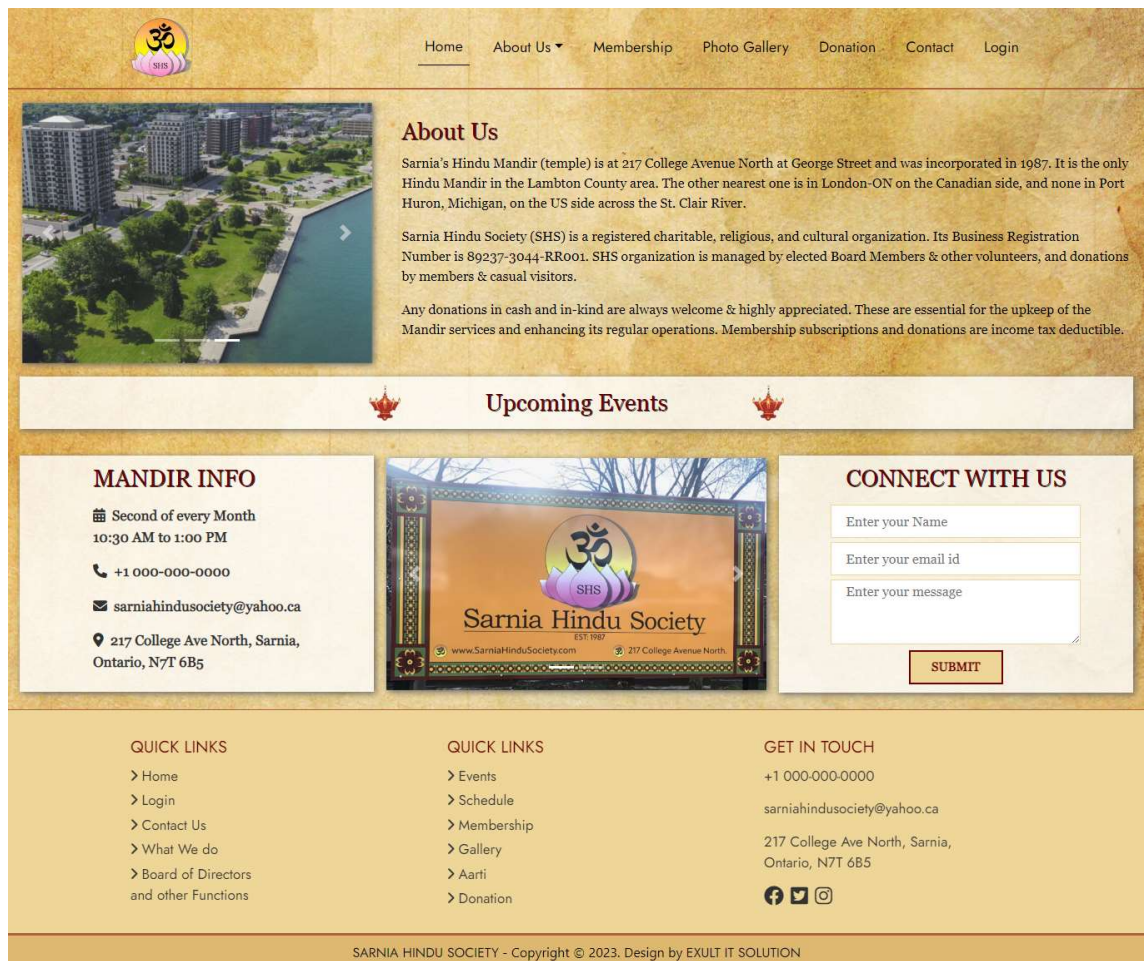 ॐ
SHS
Home About Us Membership Photo Gallery Donation Contact Login
About Us
Sarnia's Hindu Mandir (temple) is at 217 College Avenue North at George Street and was incorporated in 1987. It is the only
Hindu Mandir in the Lambton County area. The other nearest one is in London-ON on the Canadian side, and none in Port
Huron, Michigan, on the US side across the St. Clair River.
Sarnia Hindu Society (SHS) is a registered charitable, religious, and cultural organization. Its Business Registration
Number is 89237-3044-RR001. SHS organization is managed by elected Board Members & other volunteers, and donations
by members & casual visitors.
Any donations in cash and in-kind are always welcome & highly appreciated. These are essential for the upkeep of the
Mandir services and enhancing its regular operations. Membership subscriptions and donations are income tax deductible.
Upcoming Events
MANDIR INFO
Second of every Month
10:30 AM to 1:00 PM
+1 000-000-0000
sarniahindusociety@yahoo.ca
217 College Ave North, Sarnia,
Ontario, N7T 6B5
ॐ
SHS
Sarnia Hindu Society
EST: 1987
ॐ www.SarniaHinduSociety.com ॐ 217 College Avenue North.
CONNECT WITH US
Enter your Name
Enter your email id
Enter your message
SUBMIT
QUICK LINKS
Home
Login
Contact Us
What We do
Board of Directors
and other Functions
QUICK LINKS
Events
Schedule
Membership
Gallery
Aarti
Donation
GET IN TOUCH
+1 000-000-0000
sarniahindusociety@yahoo.ca
217 College Ave North, Sarnia,
Ontario, N7T 6B5
SARNIA HINDU SOCIETY - Copyright © 2023. Design by EXULT IT SOLUTION